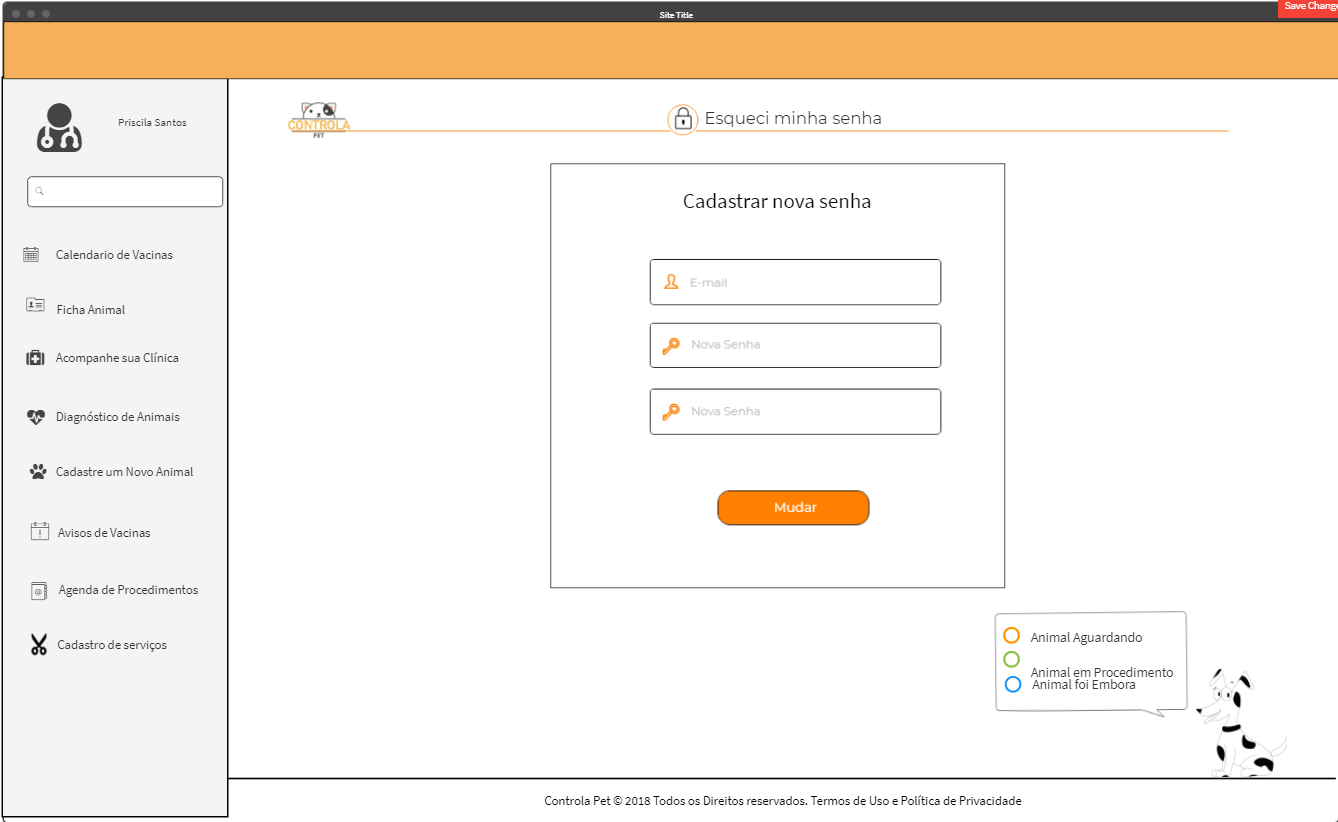 Site Title
Save Change
Priscila Santos
CONTROLA
PET
Esqueci minha senha
Cadastrar nova senha
E-mail
Nova Senha
Nova Senha
Mudar
Calendario de Vacinas
Ficha Animal
Acompanhe sua Clínica
Diagnóstico de Animais
Cadastre um Novo Animal
Avisos de Vacinas
Agenda de Procedimentos
Cadastro de serviços
Animal Aguardando
Animal em Procedimento
Animal foi Embora
Controla Pet © 2018 Todos os Direitos reservados. Termos de Uso e Política de Privacidade